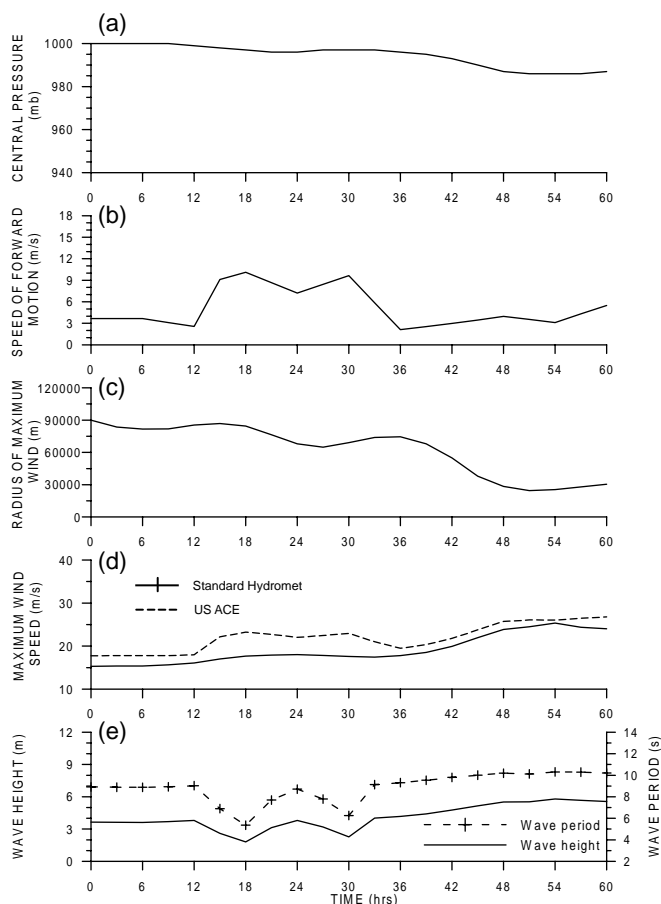 (a)
CENTRAL PRESSURE
(mb)
1000
980
960
940
0 6 12 18 24 30 36 42 48 54 60
(b)
SPEED OF FORWARD
MOTION (m/s)
18
15
12
9
6
3
0
0 6 12 18 24 30 36 42 48 54 60
(c)
RADIUS OF MAXIMUM
WIND (m)
120000
90000
60000
30000
0
0 6 12 18 24 30 36 42 48 54 60
(d)
MAXIMUM WIND
SPEED (m/s)
40
30
20
10
Standard Hydromet
US ACE
0 6 12 18 24 30 36 42 48 54 60
(e)
WAVE HEIGHT (m)
12
9
6
3
0
WAVE PERIOD (s)
14
12
10
8
6
4
2
Wave period
Wave height
0 6 12 18 24 30 36 42 48 54 60
TIME (hrs)